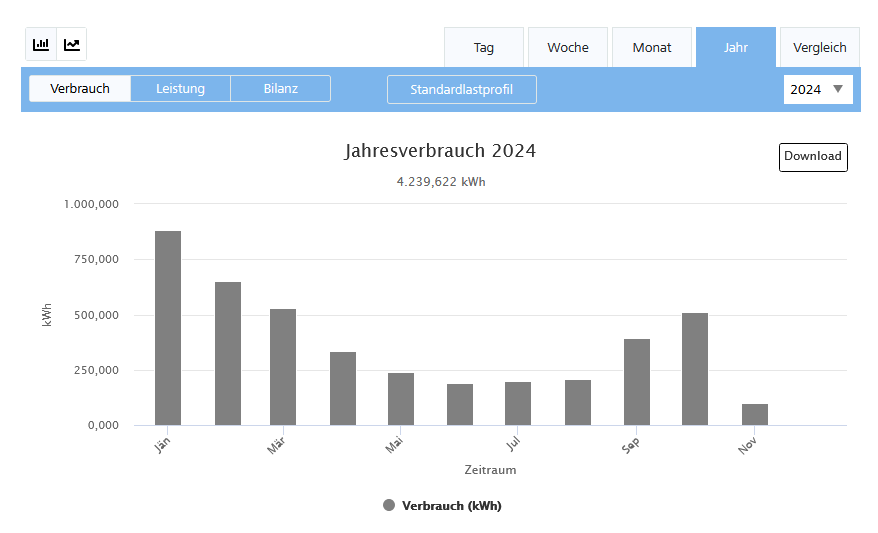 Tag Woche Monat Jahr Vergleich
Verbrauch Leistung Bilanz Standardlastprofil 2024
Jahresverbrauch 2024
Download
4.239,622 kWh
1.000,000
750,000
500,000
250,000
0,000
kWh
Jän Mär Mai Jul Sep Nov
Zeitraum
Verbrauch (kWh)